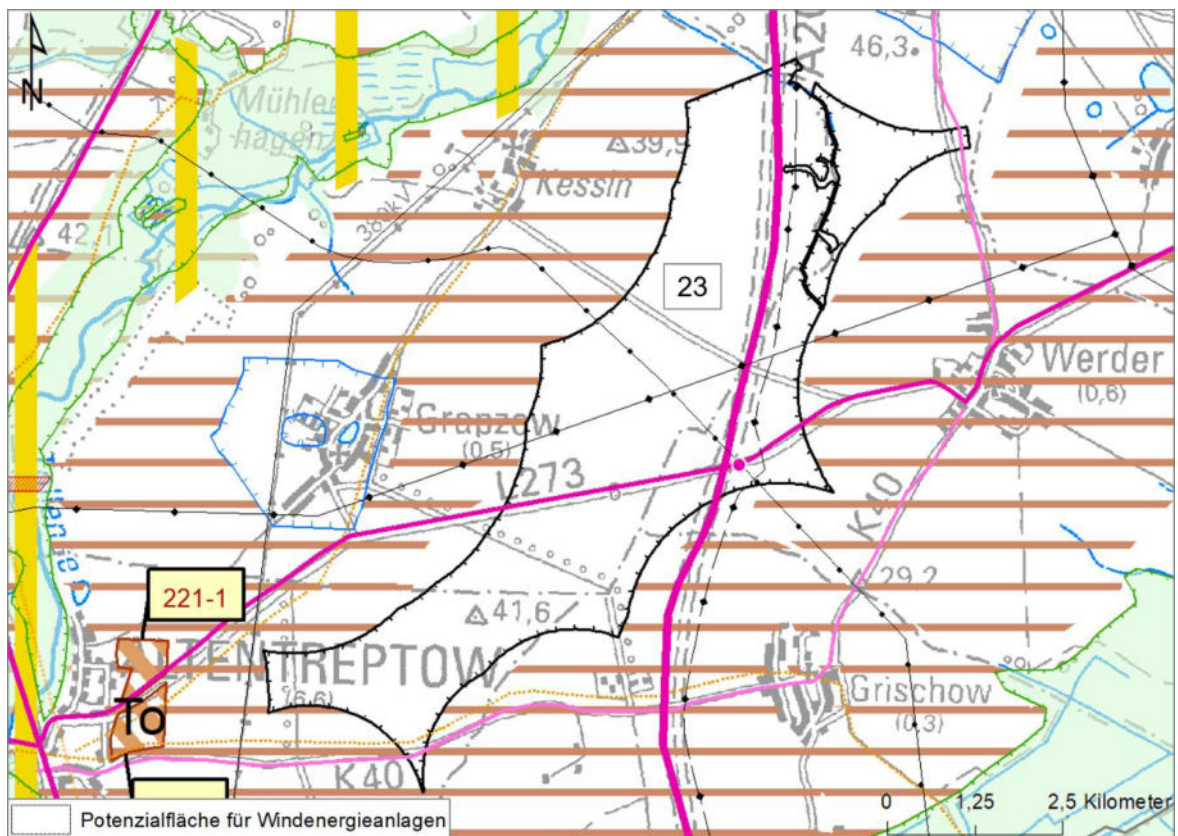 A20
46,3
N
Mühlen
hagen
39,9
Kessin
380kV
42,1
23
Werder
(0,6)
Grapzow
(0,5)
L273
K40
29,2
221-1
41,6
ALTENTREPTOW
(6,6)
To
Grischow
(0,3)
K40
0 1,25 2,5 Kilometer
Potenzialfläche für Windenergieanlagen